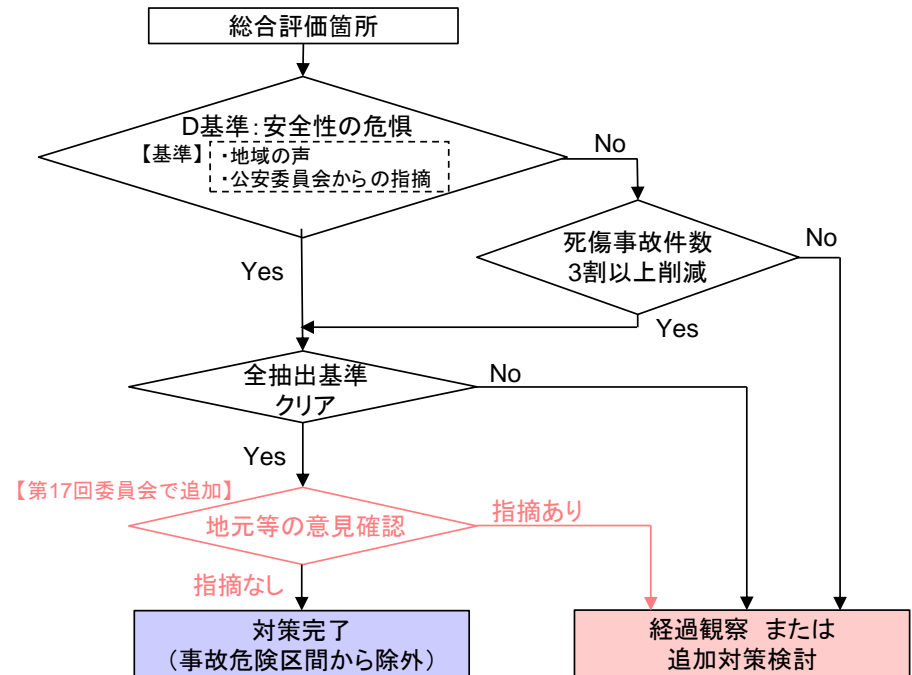 総合評価箇所
D基準：安全性の危惧
【基準】
・地域の声
・公安委員会からの指摘
No
死傷事故件数
3割以上削減
No
Yes
Yes
全抽出基準
クリア
No
Yes
【第17回委員会で追加】
地元等の意見確認
指摘あり
指摘なし
対策完了
（事故危険区間から除外）
経過観察　または
追加対策検討